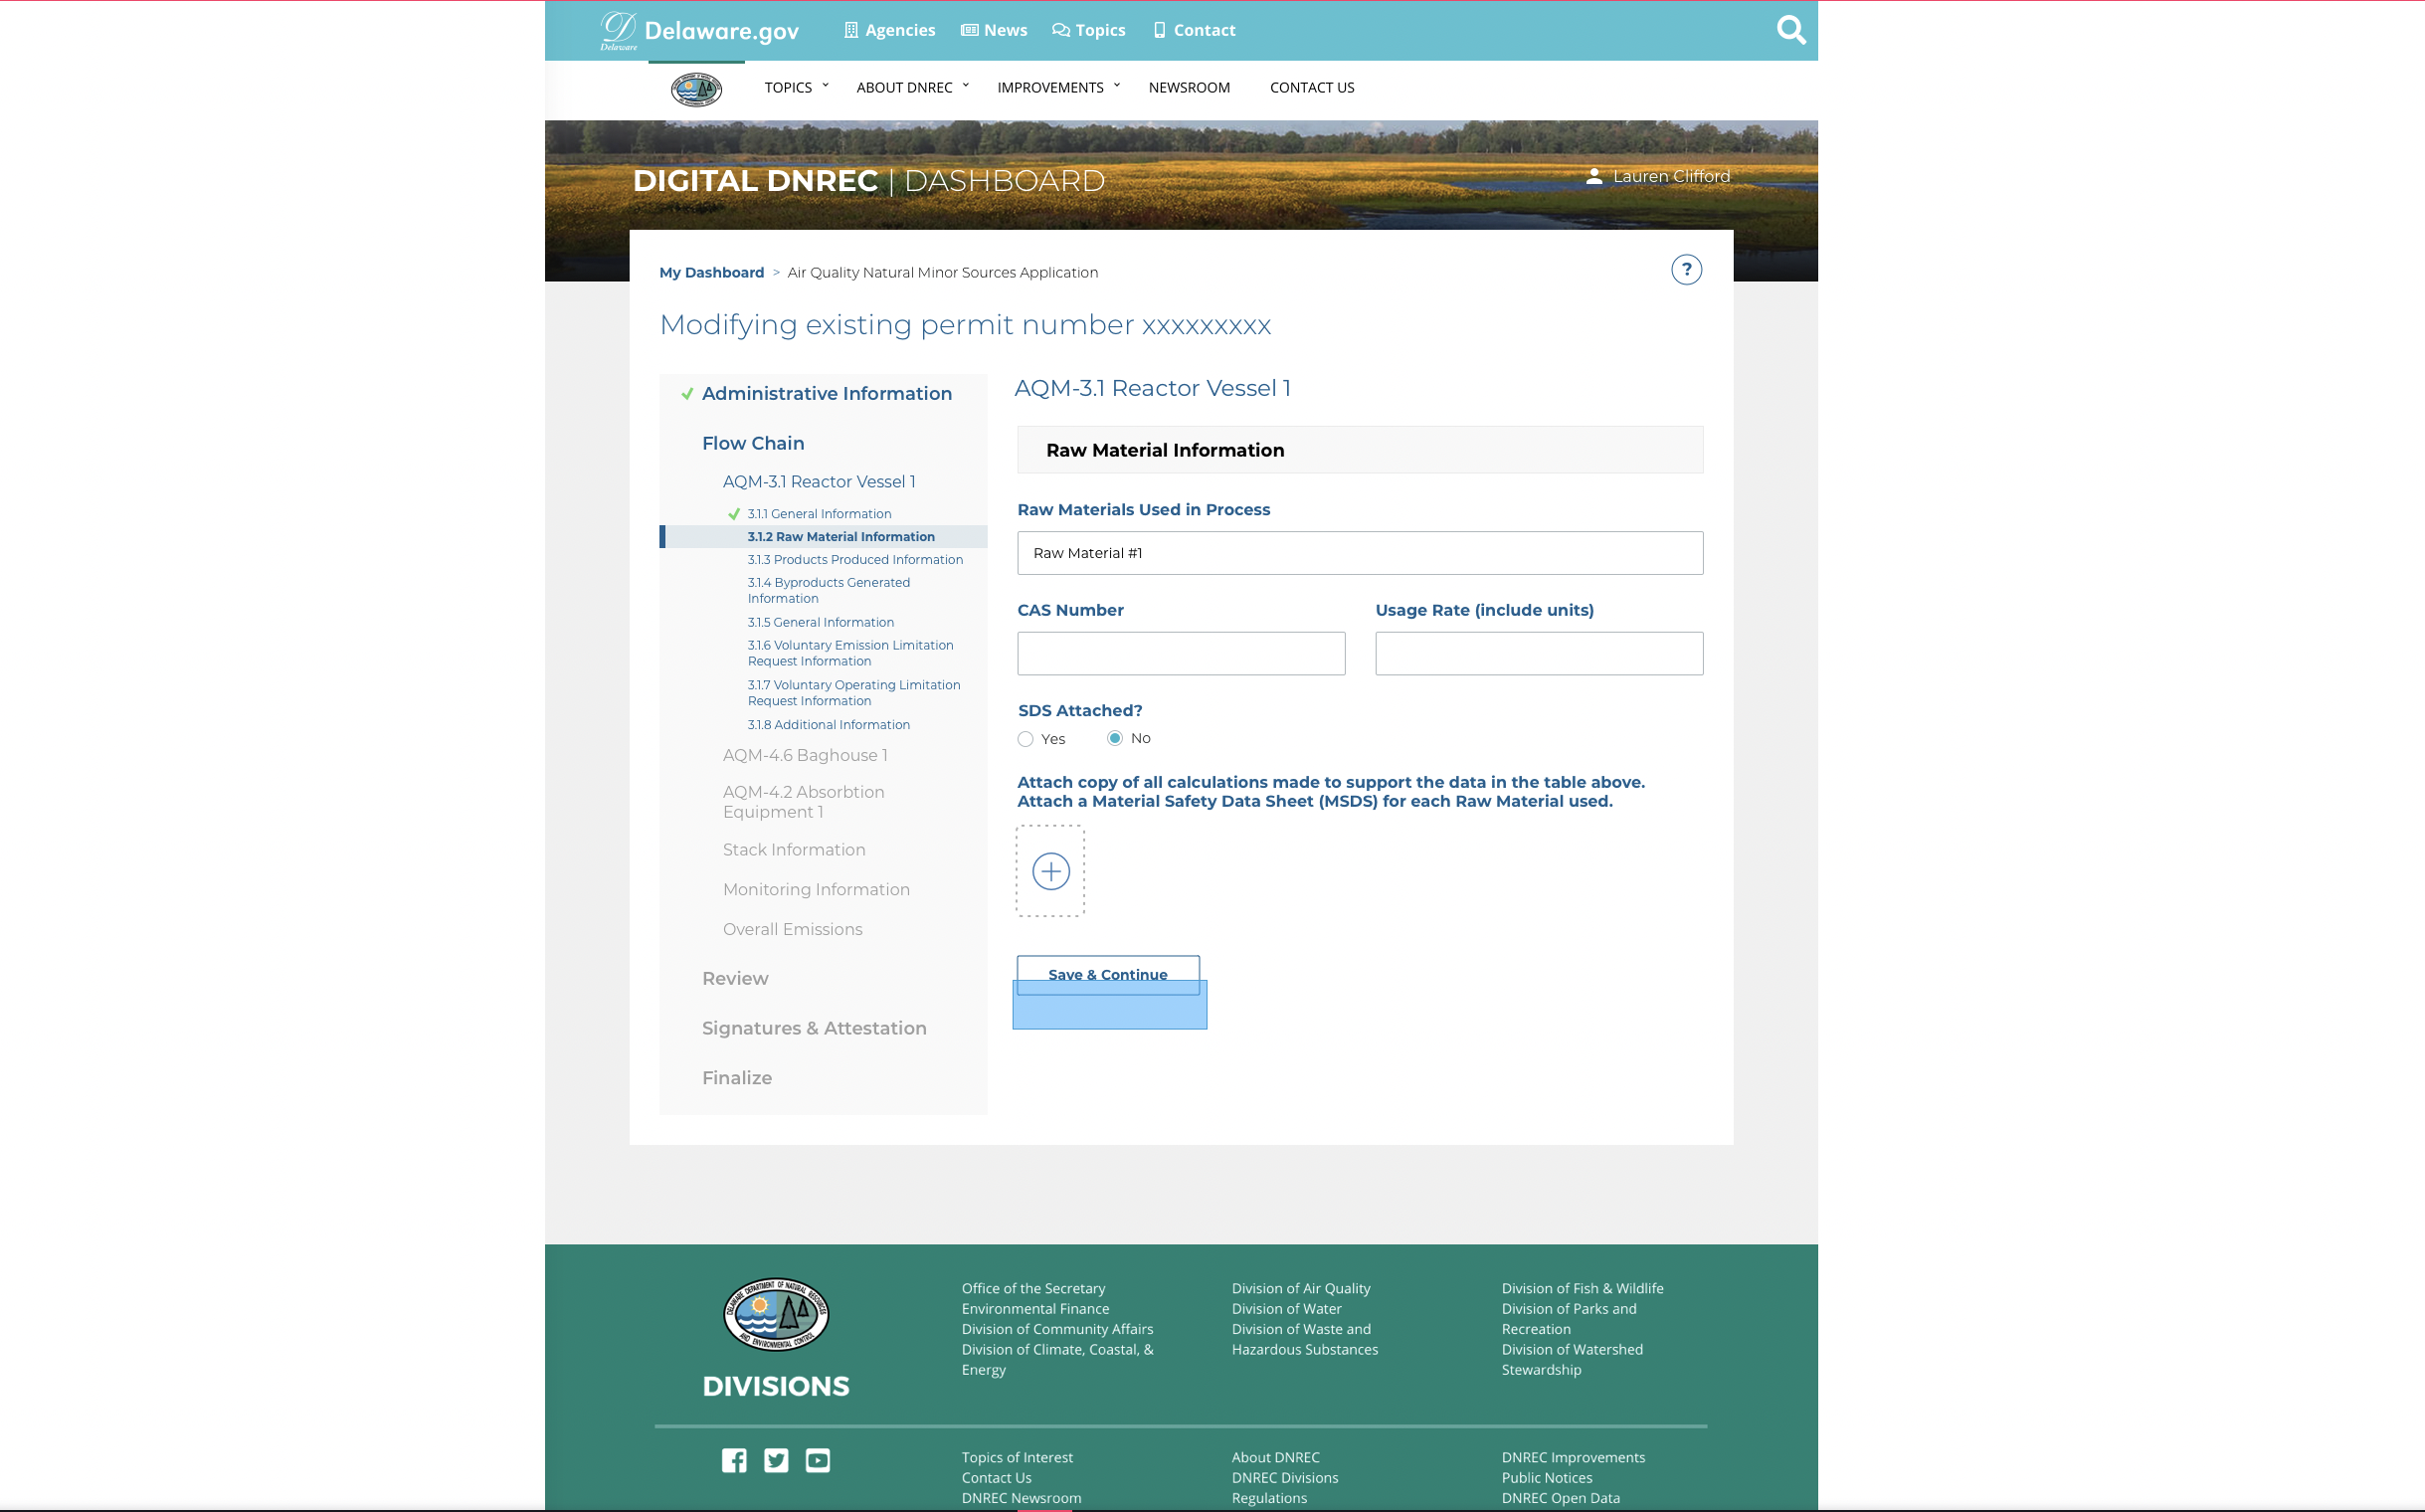 Delaware
Delaware.gov
Agencies
News
Topics
Contact
TOPICS
ABOUT DNREC
IMPROVEMENTS
NEWSROOM
CONTACT US
DIGITAL DNREC | DASHBOARD
Lauren Clifford
My Dashboard > Air Quality Natural Minor Sources Application
?
Modifying existing permit number xxxxxxxxx
Administrative Information
Flow Chain
AQM-3.1 Reactor Vessel 1
3.1.1 General Information
3.1.2 Raw Material Information
3.1.3 Products Produced Information
3.1.4 Byproducts Generated
Information
3.1.5 General Information
3.1.6 Voluntary Emission Limitation
Request Information
3.1.7 Voluntary Operating Limitation
Request Information
3.1.8 Additional Information
AQM-4.6 Baghouse 1
AQM-4.2 Absorbtion
Equipment 1
Stack Information
Monitoring Information
Overall Emissions
Review
Signatures & Attestation
Finalize
AQM-3.1 Reactor Vessel 1
Raw Material Information
Raw Materials Used in Process
Raw Material #1
CAS Number
Usage Rate (include units)
SDS Attached?
Yes
No
Attach copy of all calculations made to support the data in the table above.
Attach a Material Safety Data Sheet (MSDS) for each Raw Material used.
Save & Continue
DELAWARE DEPARTMENT OF NATURAL RESOURCES
AND ENVIRONMENTAL CONTROL
DIVISIONS
Office of the Secretary
Environmental Finance
Division of Community Affairs
Division of Climate, Coastal, &
Energy
Division of Air Quality
Division of Water
Division of Waste and
Hazardous Substances
Division of Fish & Wildlife
Division of Parks and
Recreation
Division of Watershed
Stewardship
Topics of Interest
Contact Us
DNREC Newsroom
About DNREC
DNREC Divisions
Regulations
DNREC Improvements
Public Notices
DNREC Open Data